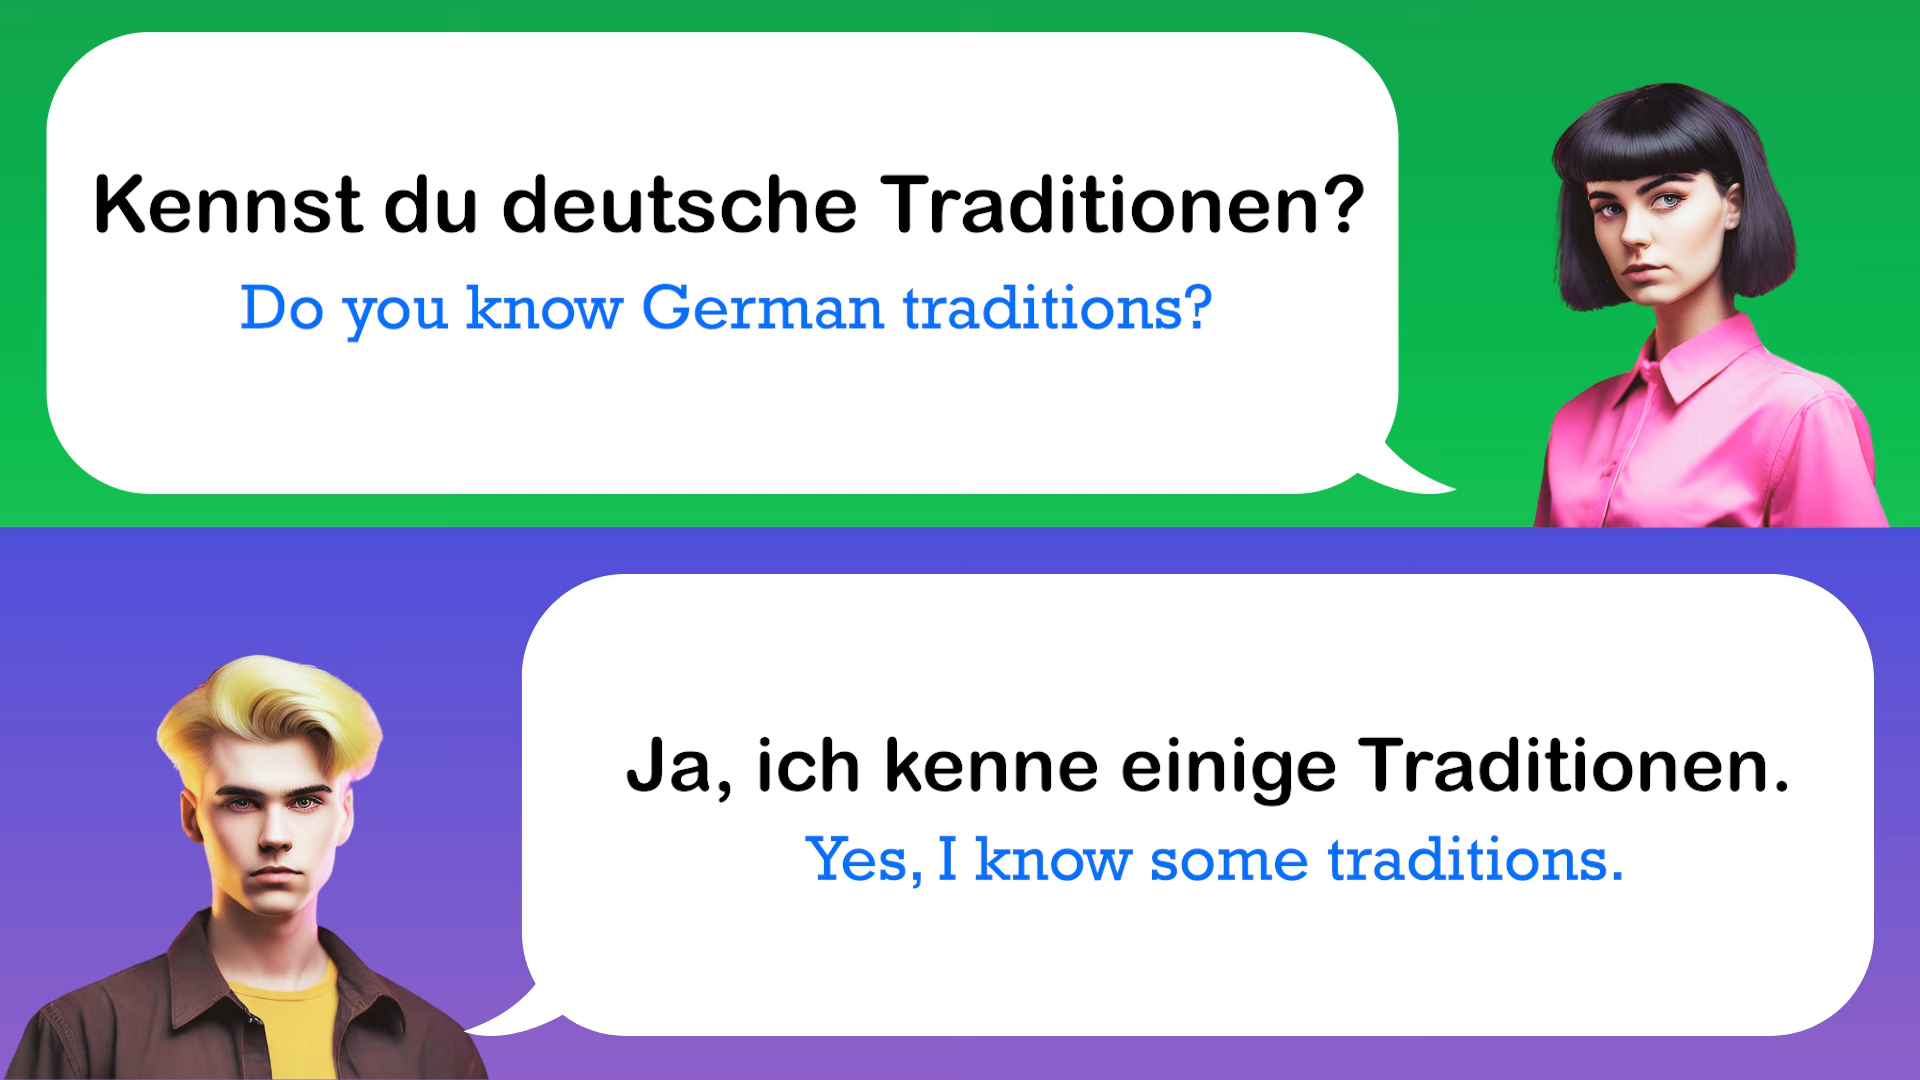 Kennst du deutsche Traditionen?
Do you know German traditions?
Ja, ich kenne einige Traditionen.
Yes, I know some traditions.